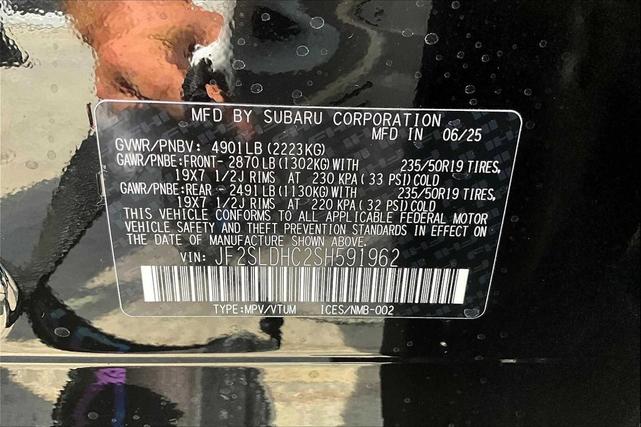 MFD BY SUBARU CORPORATION
MFD IN 06/25
GVWR/PNBV: 4901LB (2223KG)
GAWR/PNBE:FRONT- 2870LB(1302KG)WITH 235/50R19 TIRES,
19X7 1/2J RIMS AT 230 KPA(33 PSI)COLD
GAWR/PNBE:REAR - 2491LB(1130KG)WITH 235/50R19 TIRES,
19X7 1/2J RIMS AT 220 KPA(32 PSI)COLD
THIS VEHICLE CONFORMS TO ALL APPLICABLE FEDERAL MOTOR
VEHICLE SAFETY AND THEFT PREVENTION STANDARDS IN EFFECT ON
THE DATE OF MANUFACTURE SHOWN ABOVE.
VIN: JF2SLDHC2SH591962
TYPE:MPV/VTUM ICES/NMB-002